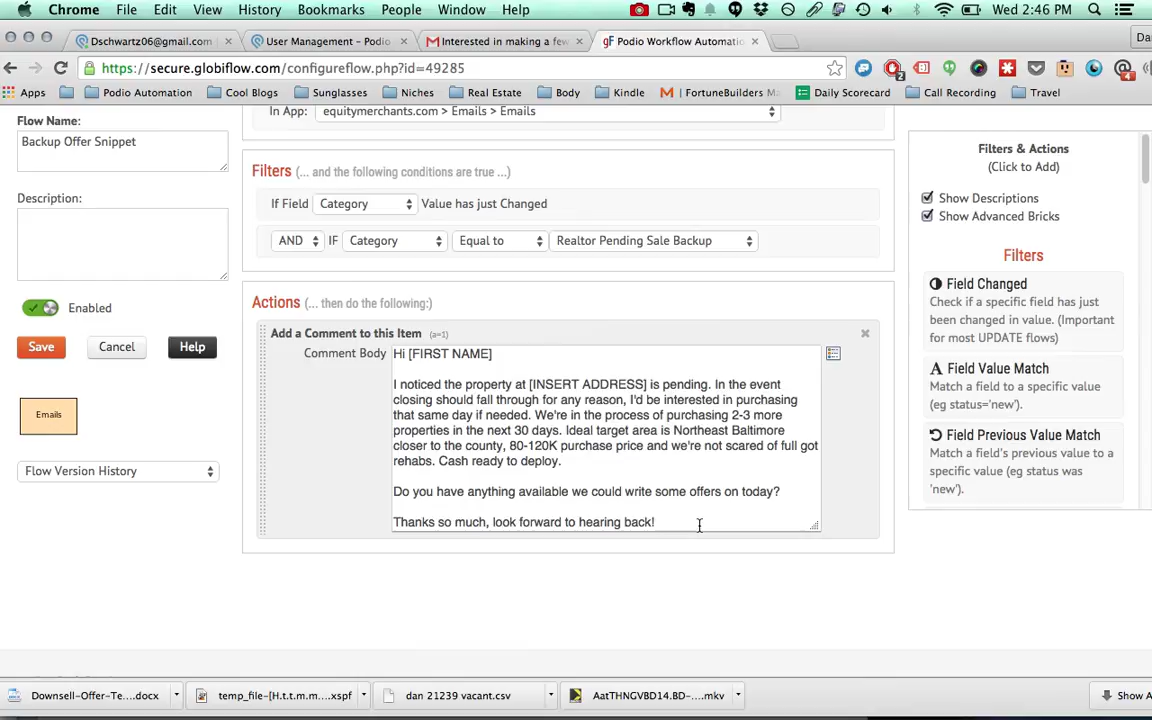 Chrome File Edit View History Bookmarks People Window Help Wed 2:46 PM
Dschwartz06@gmail.com User Management - Podio Interested in making a few Podio Workflow Automatio Da
https://secure.globiflow.com/configureflow.php?id=49285
Apps Podio Automation Cool Blogs Sunglasses Niches Real Estate Body Kindle FortuneBuilders Ma Daily Scorecard Call Recording Travel
Flow Name:
Backup Offer Snippet
Description:
Enabled
Save Cancel Help
Emails
Flow Version History
In App: equitymerchants.com > Emails > Emails
Filters (... and the following conditions are true ...)
If Field Category Value has just Changed
AND IF Category Equal to Realtor Pending Sale Backup
Actions (... then do the following:)
Add a Comment to this Item (a=1)
Comment Body
Hi [FIRST NAME]
I noticed the property at [INSERT ADDRESS] is pending. In the event
closing should fall through for any reason, I'd be interested in purchasing
that same day if needed. We're in the process of purchasing 2-3 more
properties in the next 30 days. Ideal target area is Northeast Baltimore
closer to the county, 80-120K purchase price and we're not scared of full got
rehabs. Cash ready to deploy.
Do you have anything available we could write some offers on today?
Thanks so much, look forward to hearing back!
Filters & Actions
(Click to Add)
Show Descriptions
Show Advanced Bricks
Filters
Field Changed
Check if a specific field has just
been changed in value. (Important
for most UPDATE flows)
Field Value Match
Match a field to a specific value
(eg status='new').
Field Previous Value Match
Match a field's previous value to a
specific value (eg status was
'new').
Downsell-Offer-Te....docx temp_file-[H.t.t.m.m....xspf dan 21239 vacant.csv AatTHNGVBD14.BD-....mkv Show A